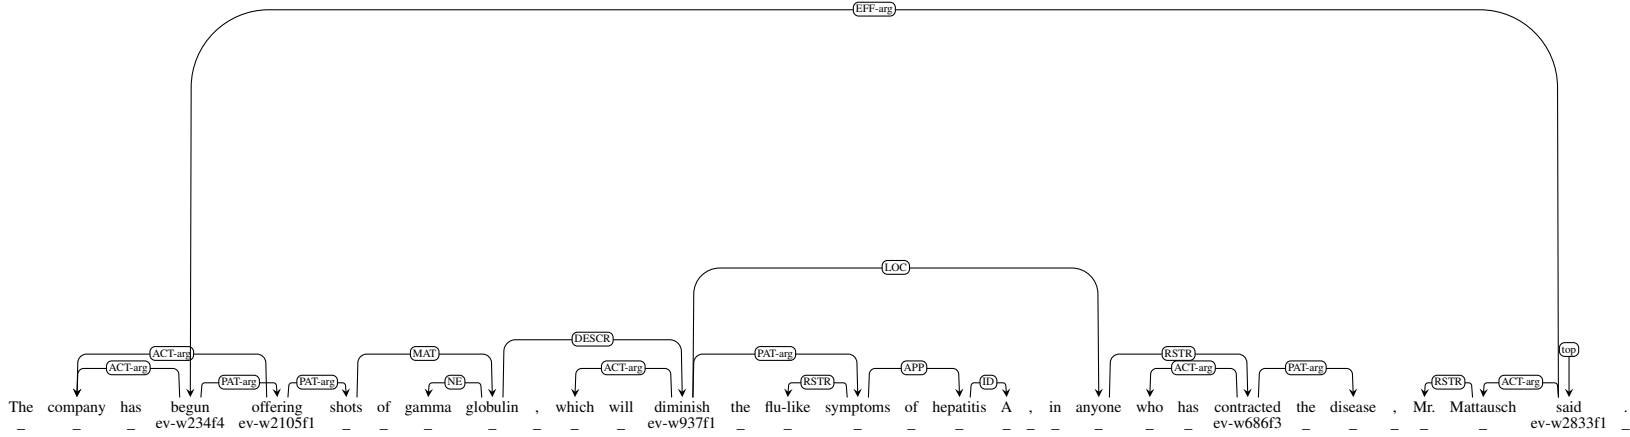 EFF-arg
LOC
DESCR
top
ACT-arg MAT PAT-arg RSTR
ACT-arg ACT-arg APP ACT-arg PAT-arg
PAT-arg PAT-arg NE RSTR ID RSTR ACT-arg
The company has begun offering shots of gamma globulin , which will diminish the flu-like symptoms of hepatitis A , in anyone who has contracted the disease , Mr. Mattausch said .
_ _ _ ev-w234f4 ev-w2105f1 _ _ _ _ _ _ _ ev-w937f1 _ _ _ _ _ _ _ _ _ _ _ ev-w686f3 _ _ _ _ _ ev-w2833f1 _